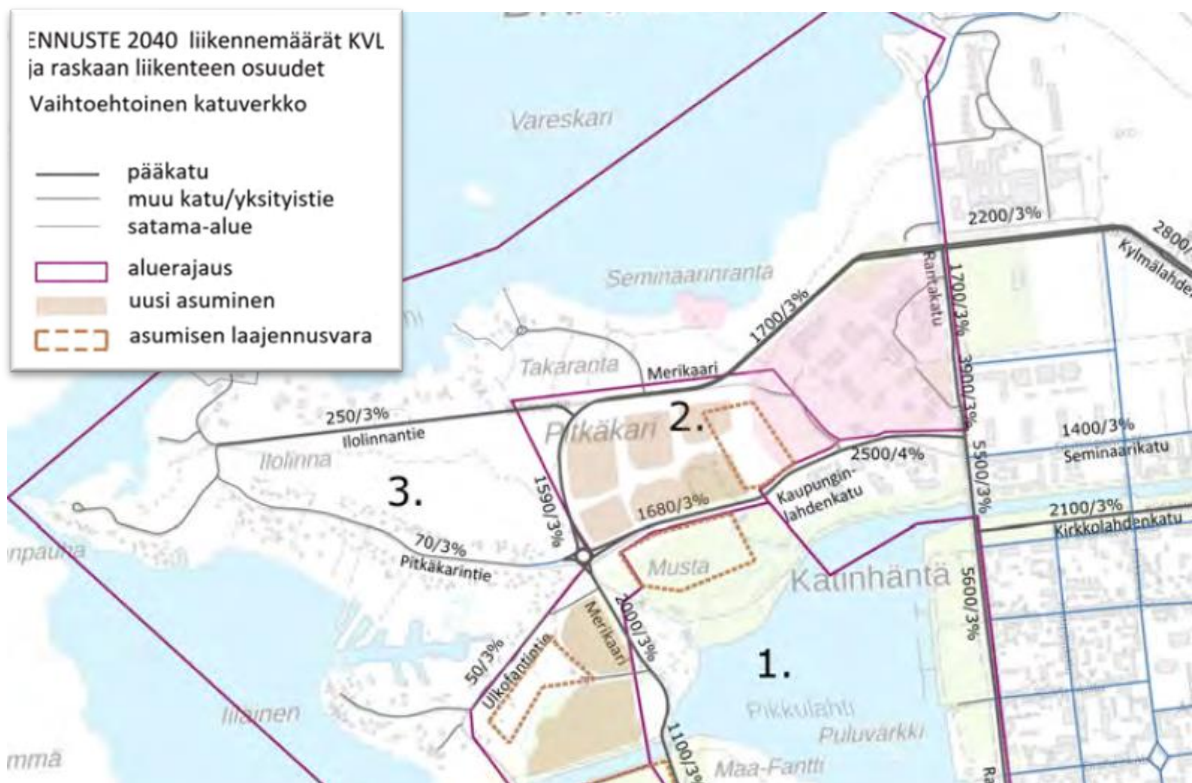 ENNUSTE 2040 liikennemäärät KVL
ja raskaan liikenteen osuudet
Vaihtoehtoinen katuverkko
pääkatu
muu katu/yksityistie
satama-alue
aluerajaus
uusi asuminen
asumisen laajennusvara
Vareskari
2200/3%
2800/
Kylmälahden
Rantakatu
1700/3%
Seminaarinranta
1700/3%
Takaranta
Merikaari
3900/3%
250/3%
Ilolinnantie
Pitkäkari
2.
Ilolinna
2500/4%
5500/3%
1400/3%
Seminaarikatu
3.
1590/3%
1680/3%
Kaupungin-
lahdenkatu
2100/3%
Kirkkolahdenkatu
70/3%
Pitkäkarintie
Musta
Katinhäntä
5600/3%
2000/3%
Merikaari
50/3%
Ulkofantintie
1.
Iiläinen
Pikkulahti
Puluvärkki
1100/3%
Maa-Fantti